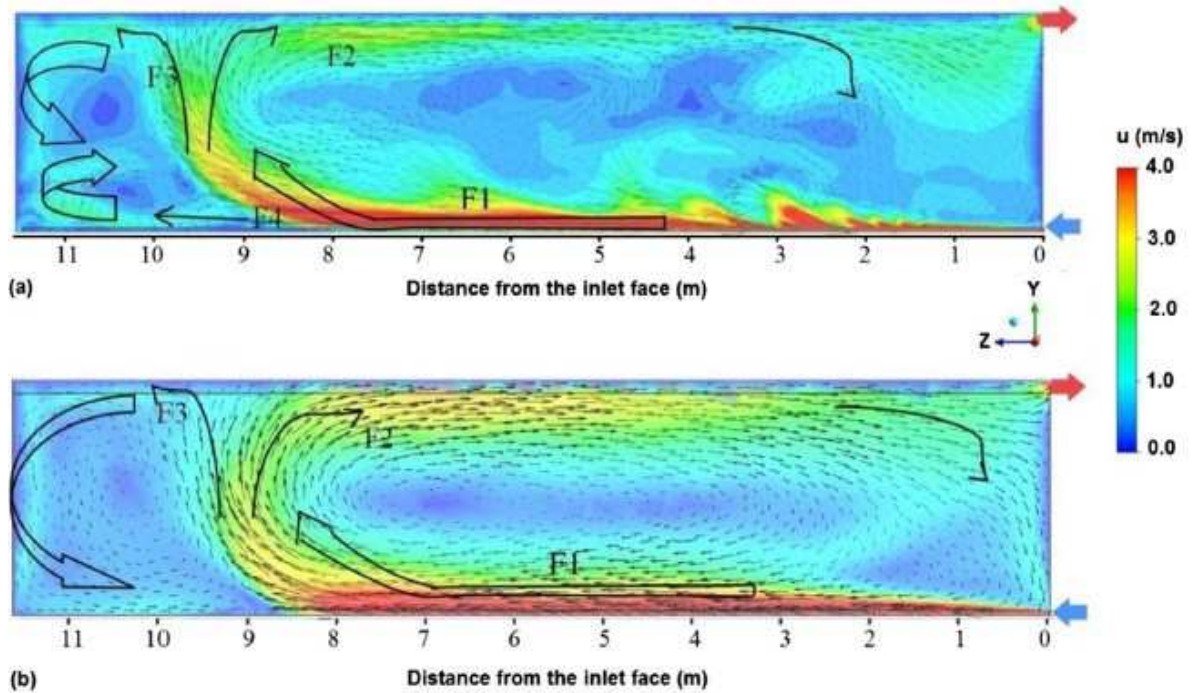 F2
F3
F1
F4
11 10 9 8 7 6 5 4 3 2 1 0
(a) Distance from the inlet face (m)
u (m/s)
4.0
3.0
2.0
1.0
0.0
Y
Z
F3
F2
F1
11 10 9 8 7 6 5 4 3 2 1 0
(b) Distance from the inlet face (m)